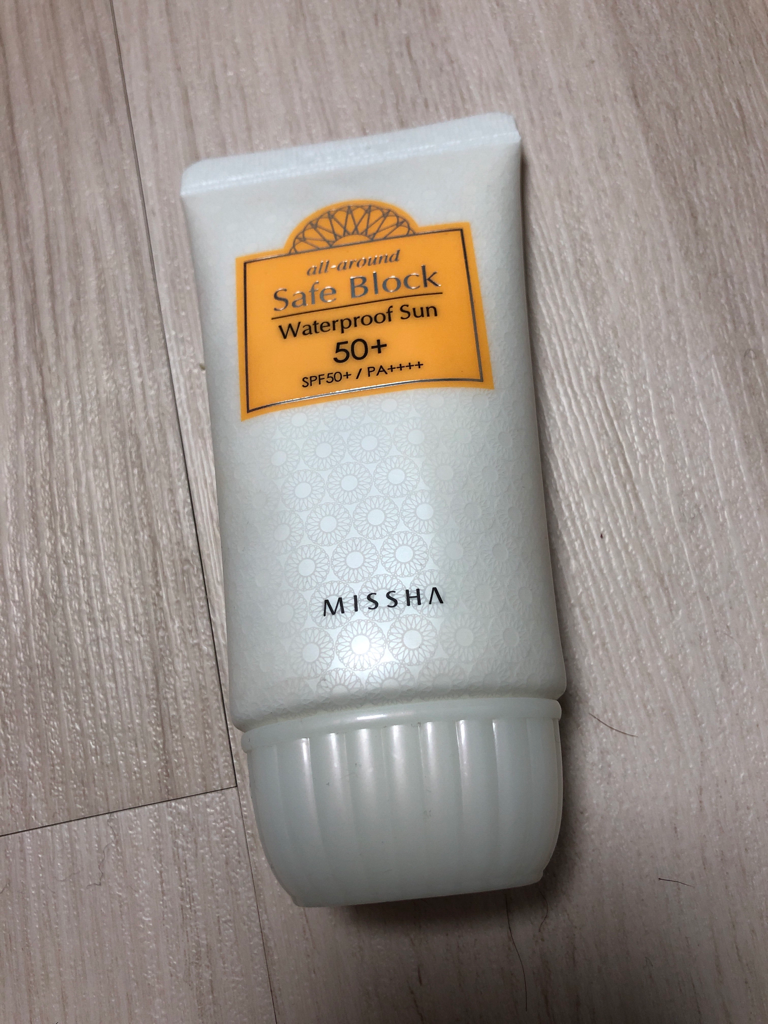 all-around
Safe Block
Waterproof Sun
50+
SPF50+ / PA++++
MISSHA